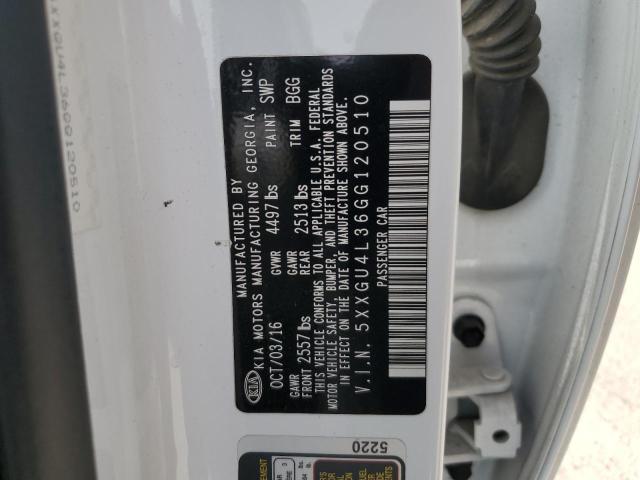 KIA
MANUFACTURED BY
KIA MOTORS MANUFACTURING GEORGIA, INC.
OCT/03/16 GVWR 4497 lbs PAINT SWP
GAWR GAWR
FRONT 2557 lbs REAR 2513 lbs TRIM BGG
THIS VEHICLE CONFORMS TO ALL APPLICABLE U.S.A. FEDERAL
MOTOR VEHICLE SAFETY, BUMPER, AND THEFT PREVENTION STANDARDS
IN EFFECT ON THE DATE OF MANUFACTURE SHOWN ABOVE.
V.I.N. 5XXGU4L36GG120510
PASSENGER CAR
5220